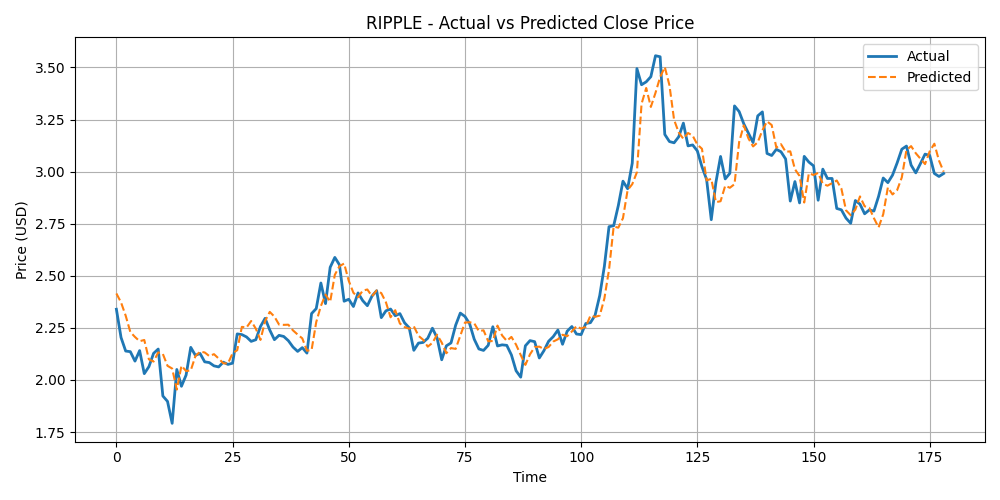 RIPPLE - Actual vs Predicted Close Price
Actual
Predicted
Price (USD)
3.50
3.25
3.00
2.75
2.50
2.25
2.00
1.75
0 25 50 75 100 125 150 175
Time